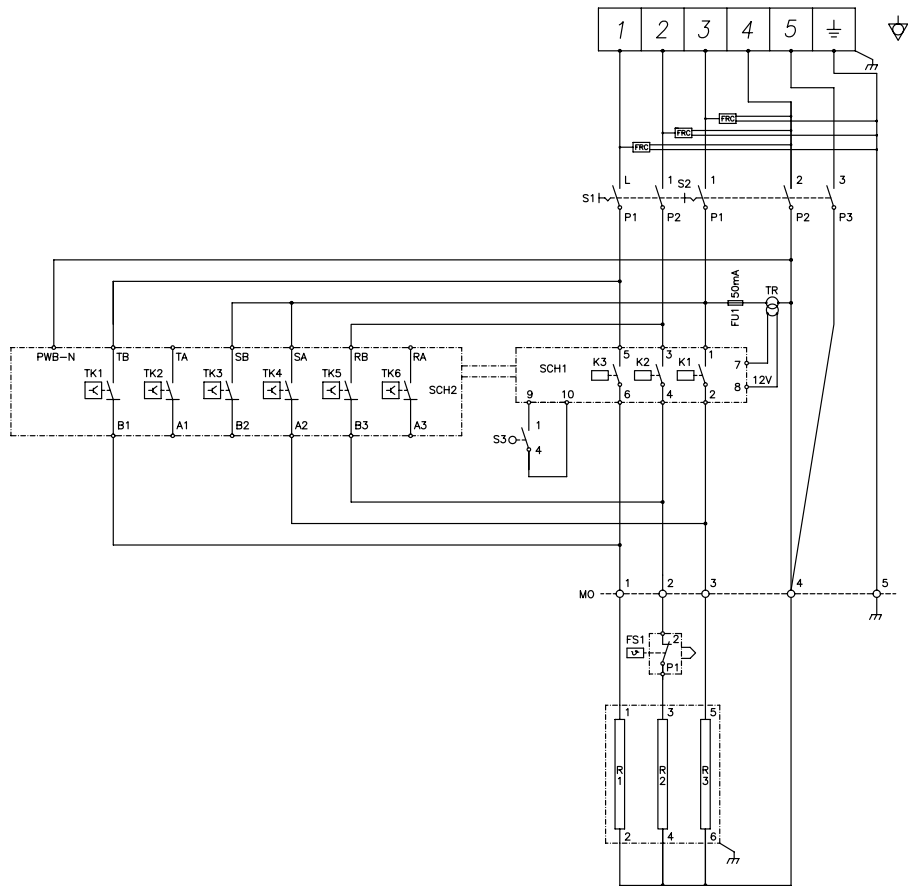 1 2 3 4 5
FRC
FRC
FRC
L 1 S2 1 2 3
S1
P1 P2 P1 P2 P3
50mA TR
FU1
PWB-N TB TA SB SA RB RA
5 3 1
TK1 TK2 TK3 TK4 TK5 TK6
SCH2
SCH1 K3 K2 K1
7
8 12V
9 10 6 4 2
B1 A1 B2 A2 B3 A3
1
S3
4
MO 1 2 3 4 5
FS1 2
P1
1 3 5
R1 R2 R3
2 4 6